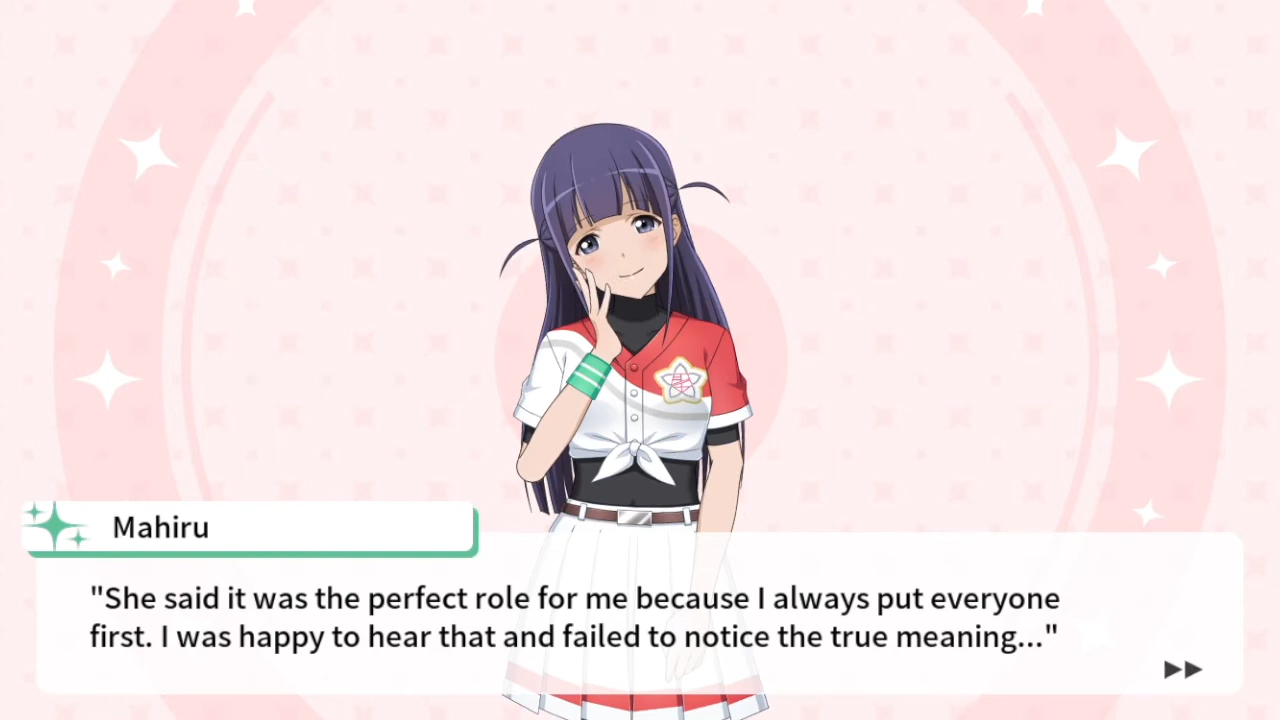 Mahiru
"She said it was the perfect role for me because I always put everyone
first. I was happy to hear that and failed to notice the true meaning..."